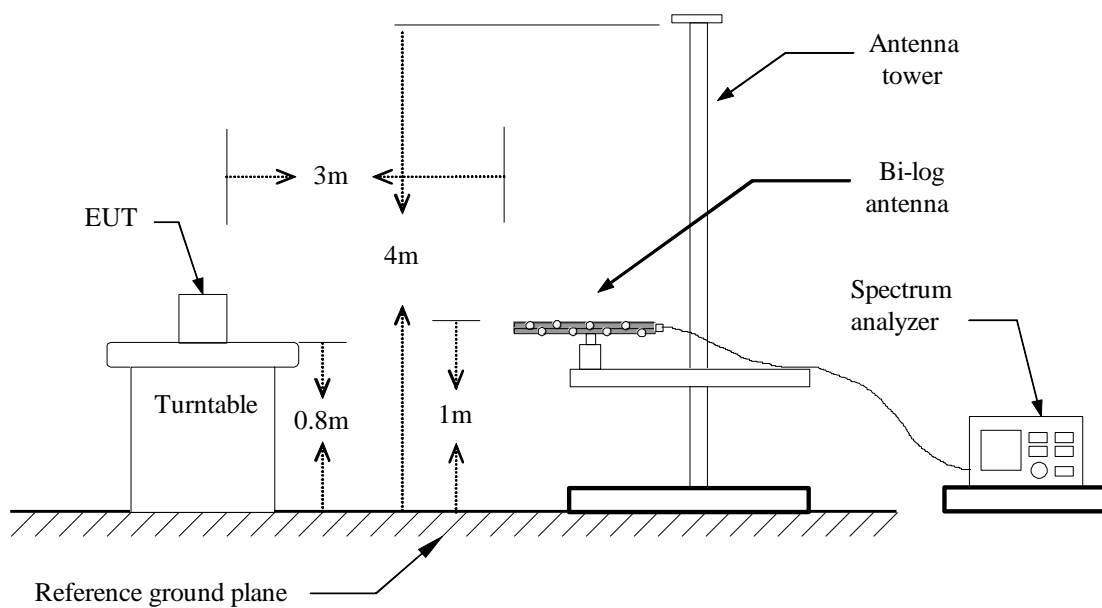 Antenna
tower
3m
Bi-log
antenna
EUT
4m
Spectrum
analyzer
Turntable
0.8m
1m
Reference ground plane